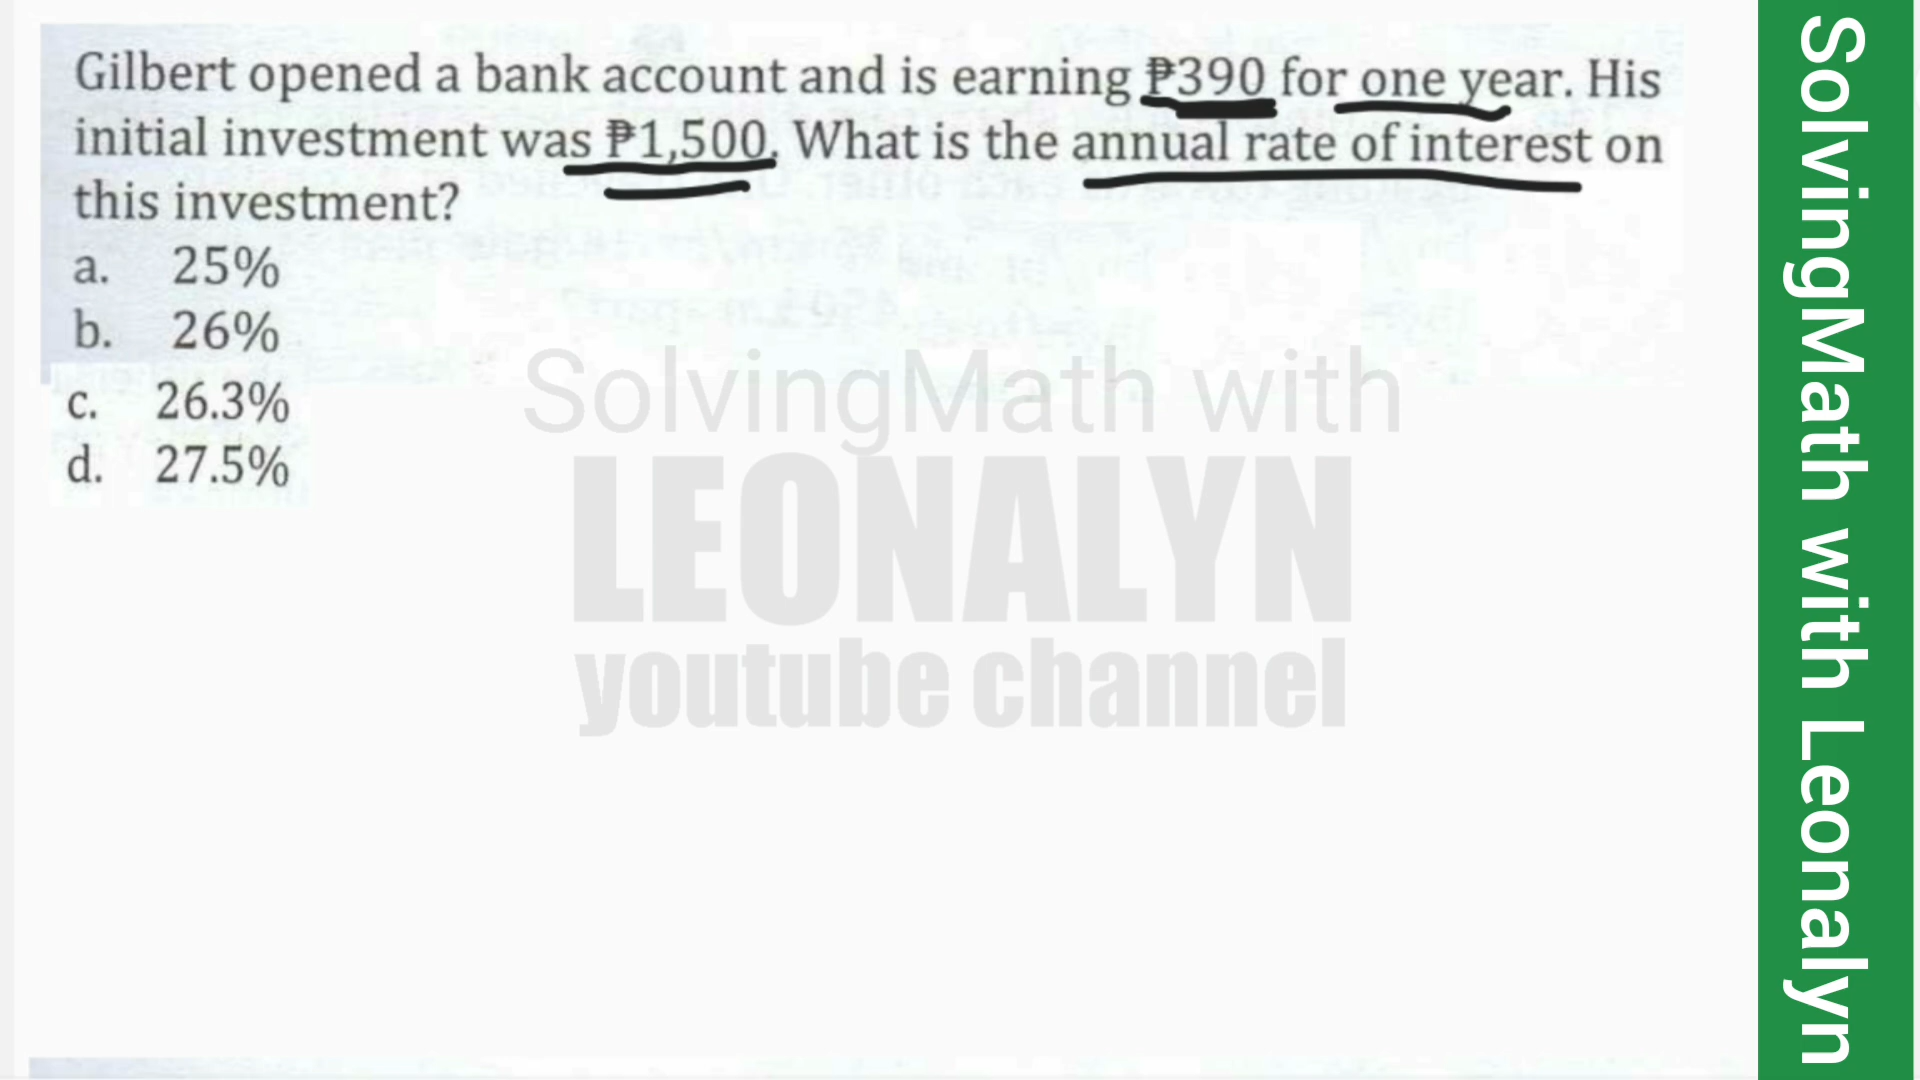 Gilbert opened a bank account and is earning ₱390 for one year. His
initial investment was ₱1,500. What is the annual rate of interest on
this investment?
a. 25%
b. 26%
c. 26.3%
d. 27.5%
SolvingMath with
LEONALYN
youtube channel
SolvingMath with Leonalyn